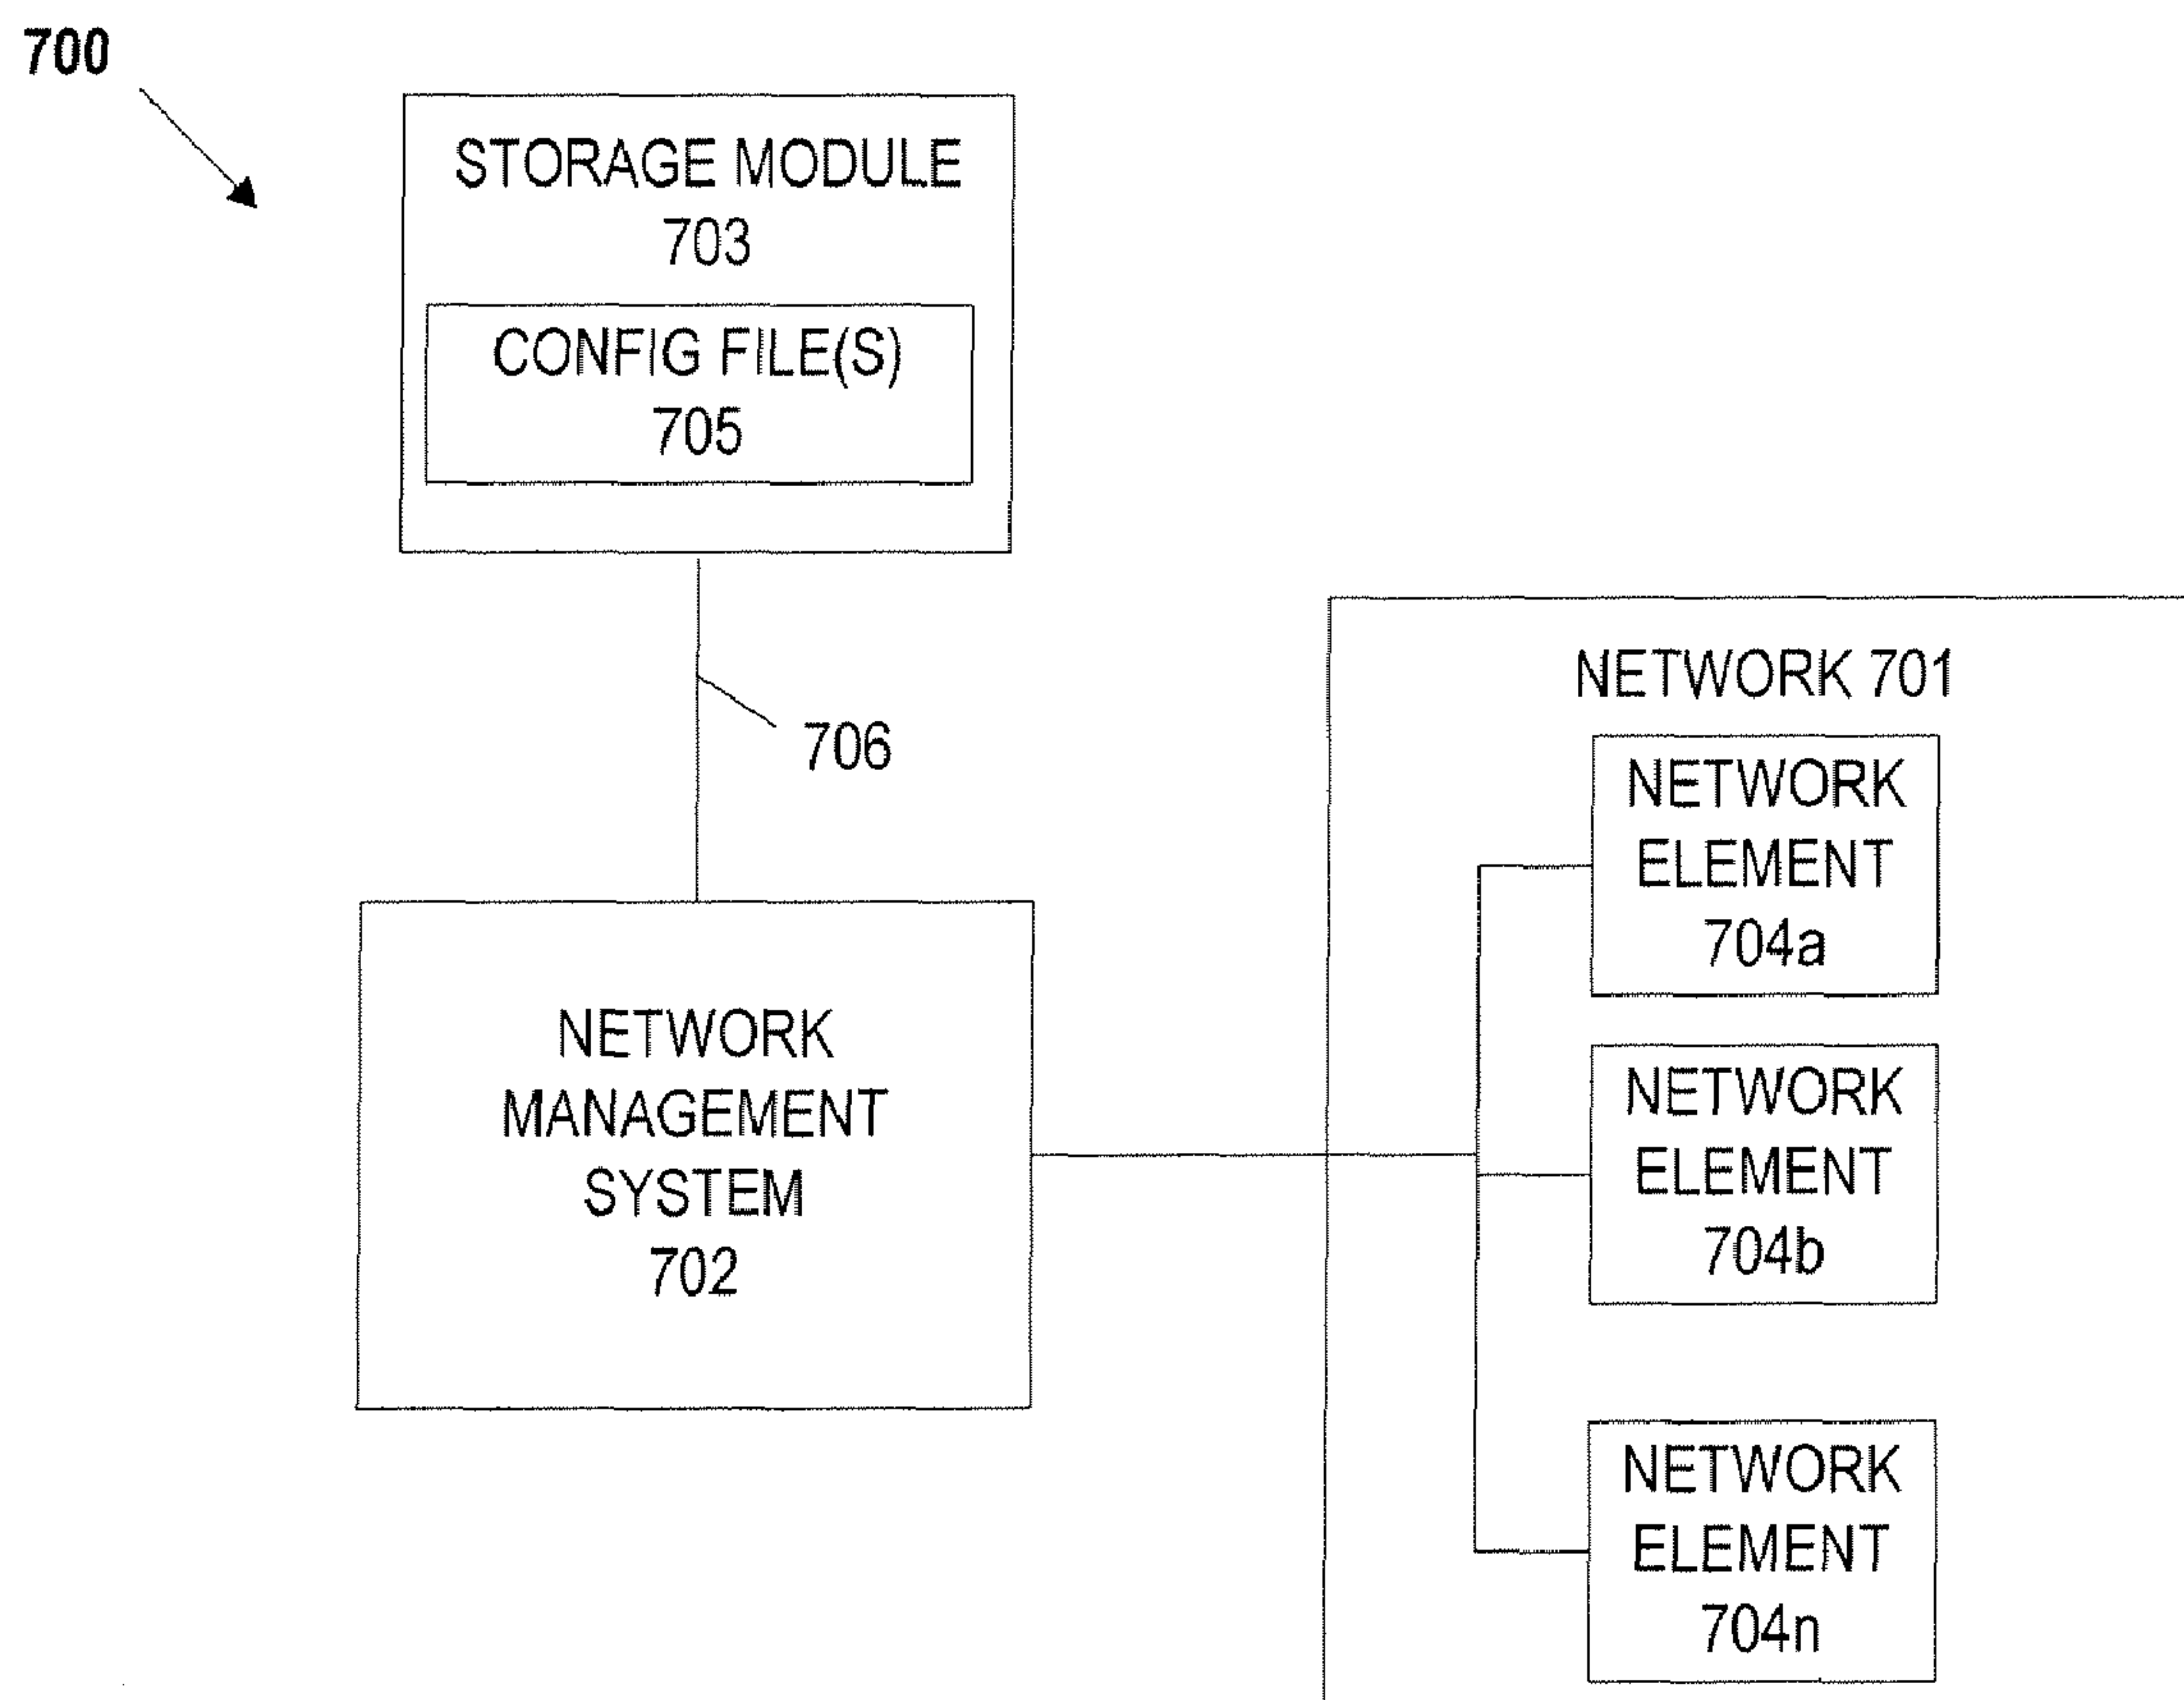 700
STORAGE MODULE
703
CONFIG FILE(S)
705
706
NETWORK
MANAGEMENT
SYSTEM
702
NETWORK 701
NETWORK
ELEMENT
704a
NETWORK
ELEMENT
704b
NETWORK
ELEMENT
704n